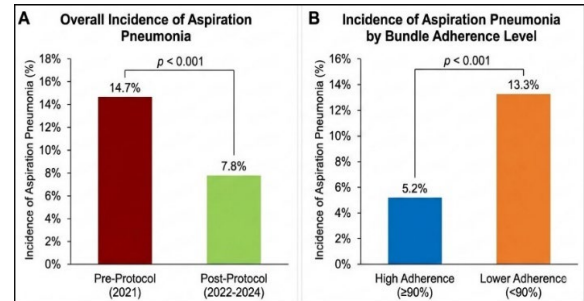 A
Overall Incidence of Aspiration
Pneumonia
Incidence of Aspiration Pneumonia (%)
18%
16%
14%
12%
10%
8%
6%
4%
2%
0%
p < 0.001
14.7%
7.8%
Pre-Protocol
(2021)
Post-Protocol
(2022-2024)
B
Incidence of Aspiration Pneumonia
by Bundle Adherence Level
Incidence of Aspiration Pneumonia (%)
16%
14%
12%
10%
8%
6%
4%
2%
0%
p < 0.001
5.2%
13.3%
High Adherence
(≥90%)
Lower Adherence
(<90%)